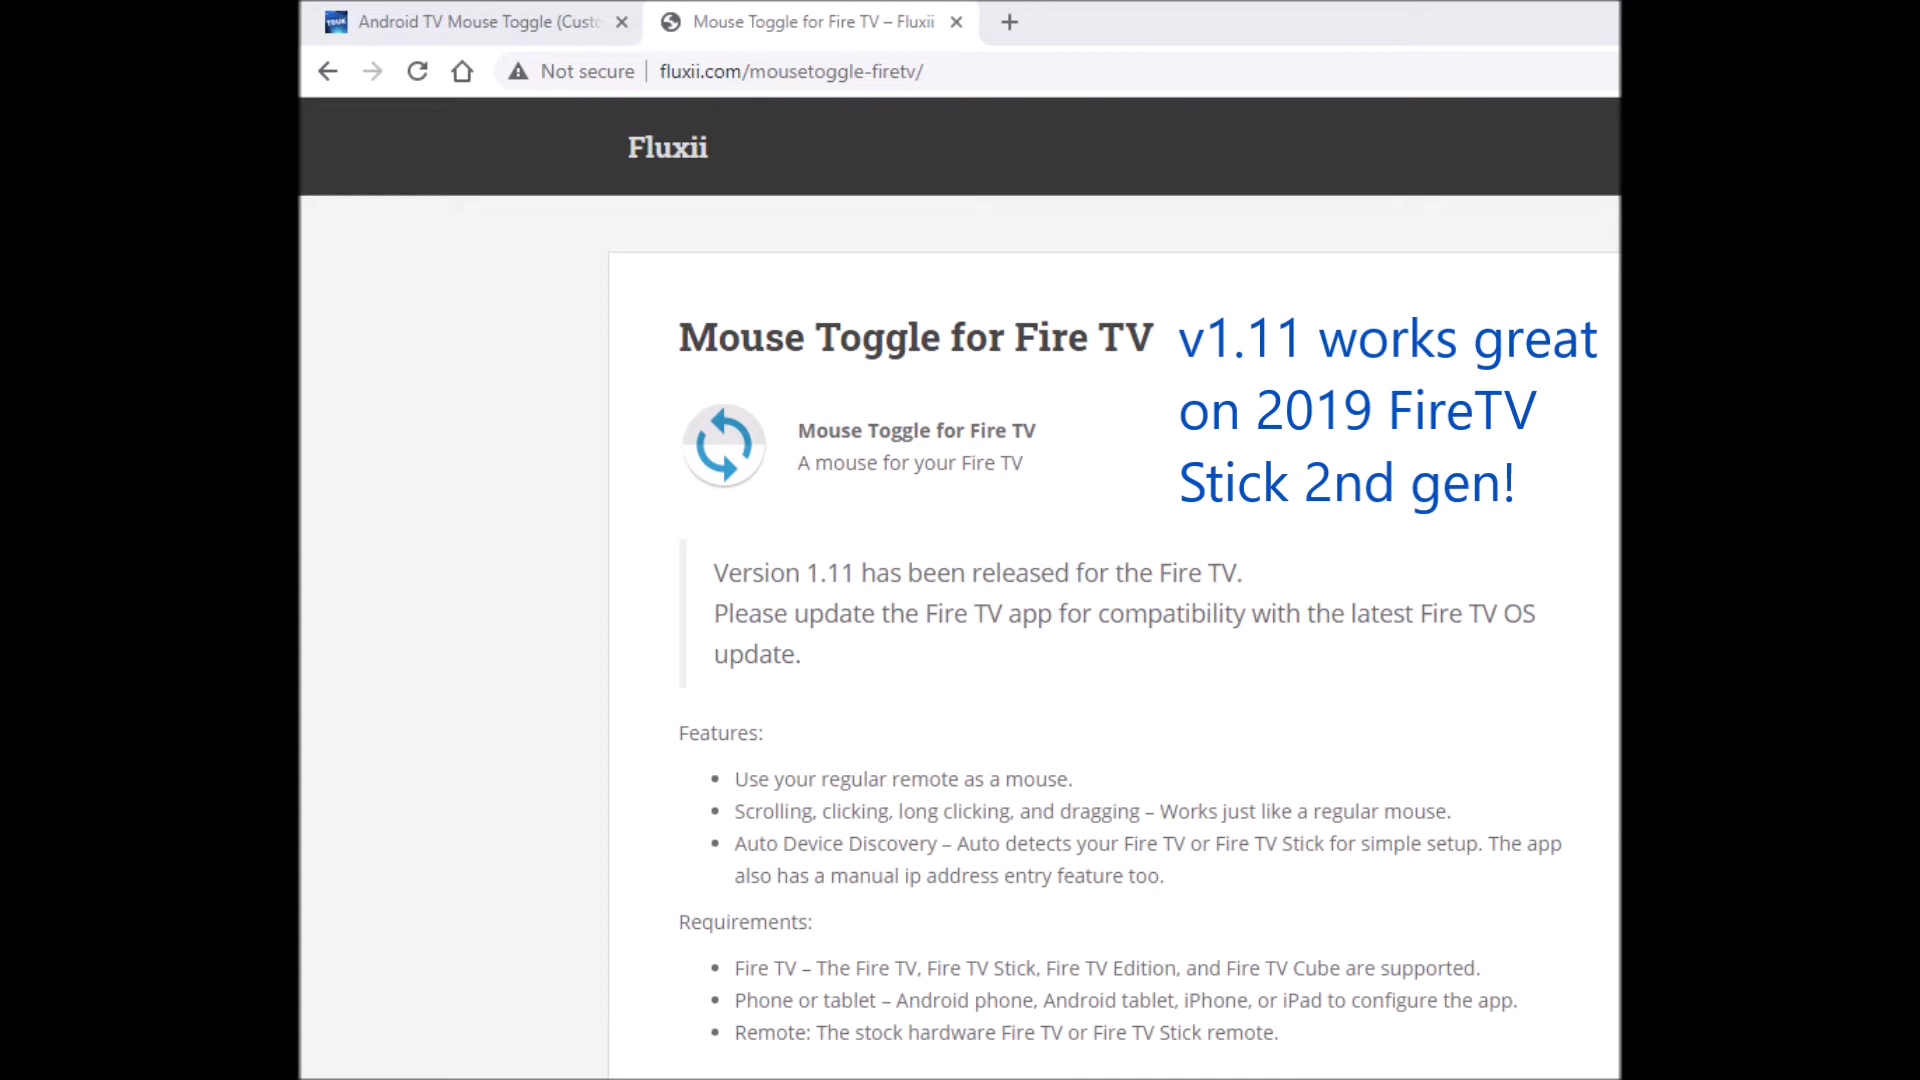 Android TV Mouse Toggle (Custo
Mouse Toggle for Fire TV – Fluxii
Not secure
fluxii.com/mousetoggle-firetv/
Fluxii
Mouse Toggle for Fire TV
v1.11 works great
on 2019 FireTV
Stick 2nd gen!
Mouse Toggle for Fire TV
A mouse for your Fire TV
Version 1.11 has been released for the Fire TV.
Please update the Fire TV app for compatibility with the latest Fire TV OS
update.
Features:
Use your regular remote as a mouse.
Scrolling, clicking, long clicking, and dragging – Works just like a regular mouse.
Auto Device Discovery – Auto detects your Fire TV or Fire TV Stick for simple setup. The app
also has a manual ip address entry feature too.
Requirements:
Fire TV – The Fire TV, Fire TV Stick, Fire TV Edition, and Fire TV Cube are supported.
Phone or tablet – Android phone, Android tablet, iPhone, or iPad to configure the app.
Remote: The stock hardware Fire TV or Fire TV Stick remote.